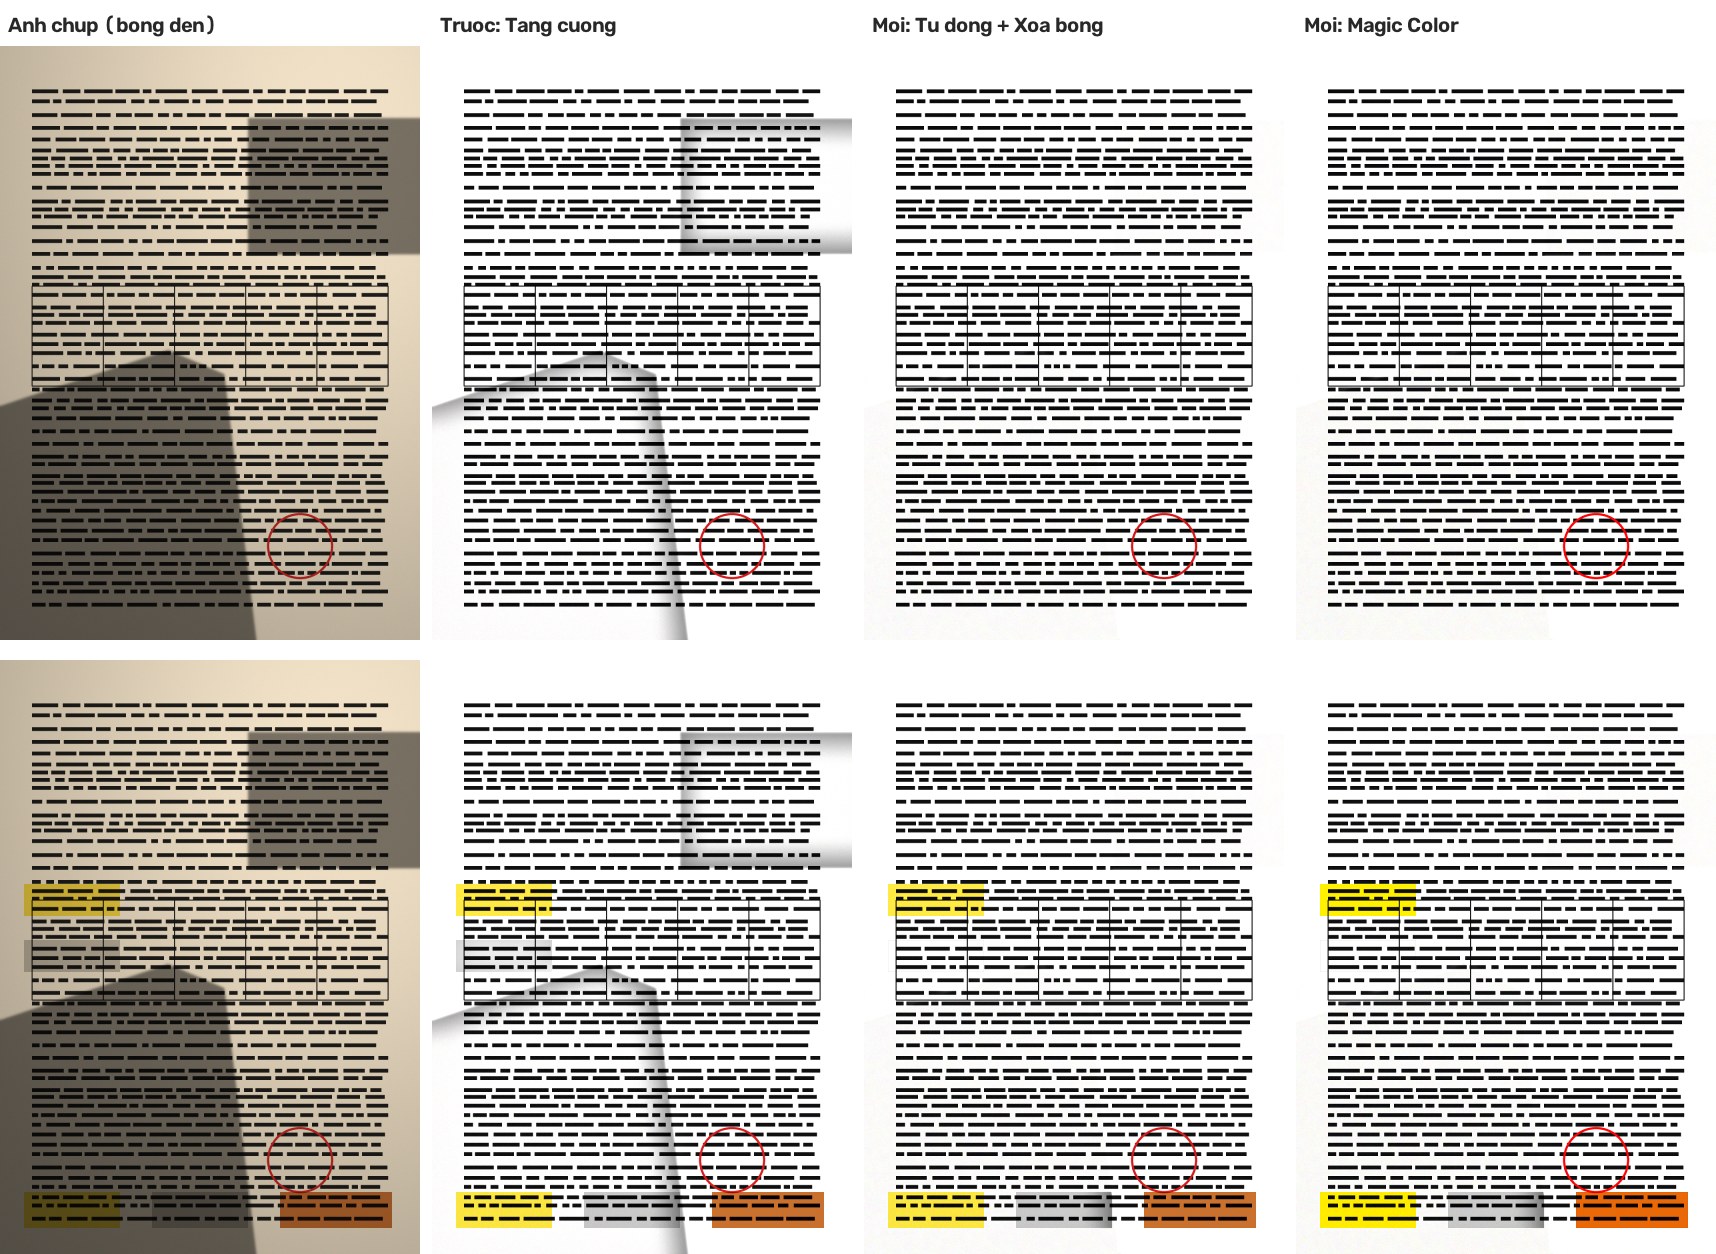 Anh chup (bong den)
Truoc: Tang cuong
Moi: Tu dong + Xoa bong
Moi: Magic Color